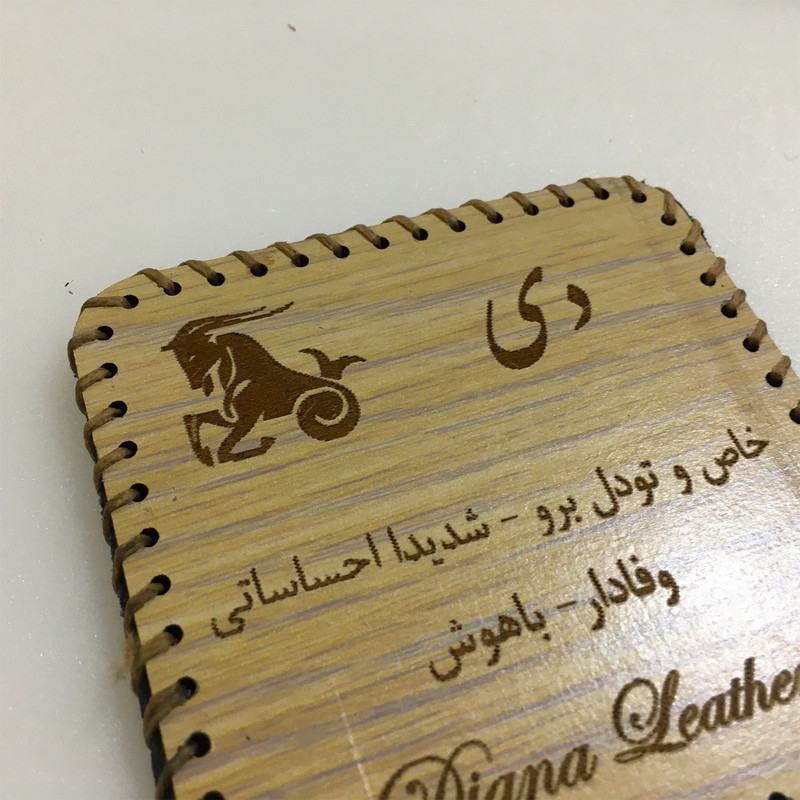 دی
خاص و تودل برو - شدیدا احساساتی
وفادار - باهوش
Diana Leather